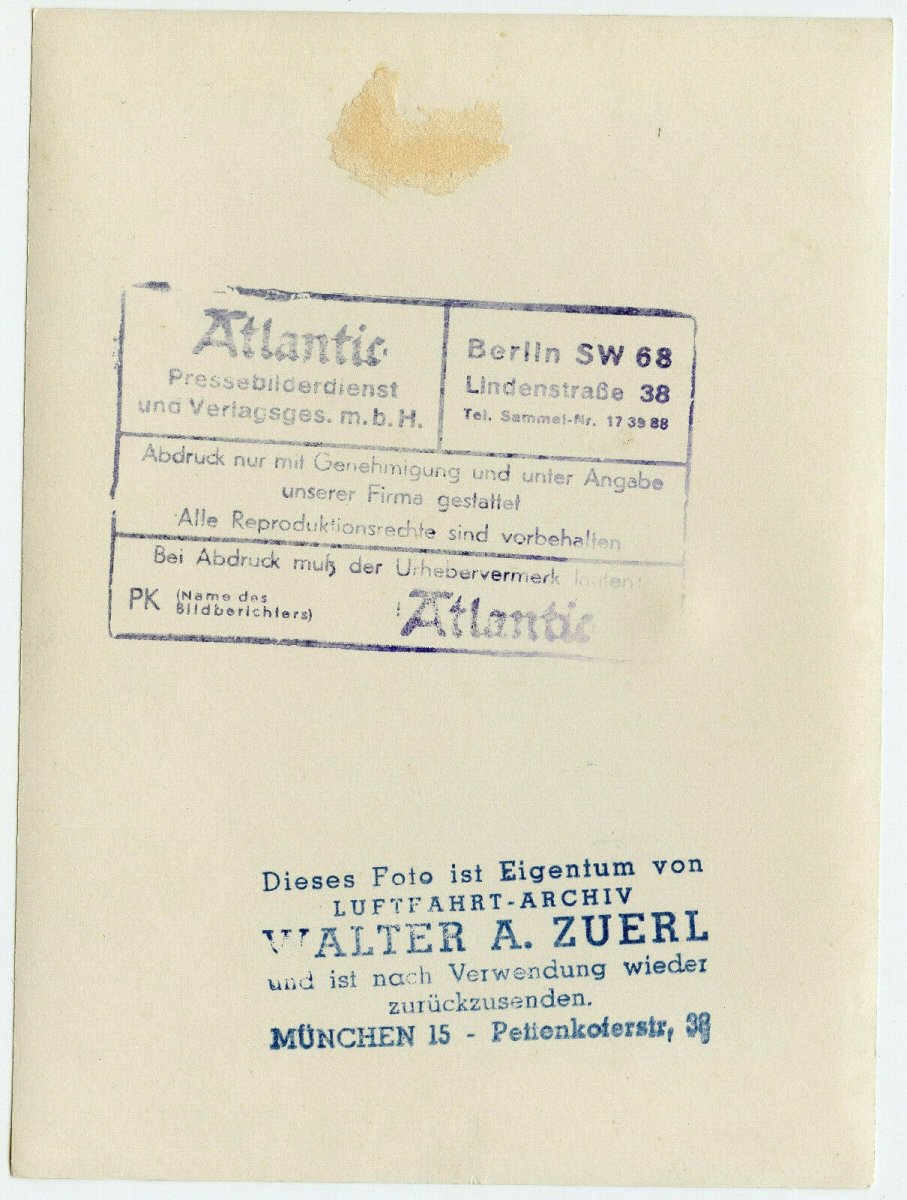 Atlantic
Pressebilderdienst
und Verlagsges. m.b.H.
Berlin SW 68
Lindenstraße 38
Tel. Sammel-Nr. 17 39 88
Abdruck nur mit Genehmigung und unter Angabe
unserer Firma gestattet
Alle Reproduktionsrechte sind vorbehalten
Bei Abdruck muß der Urhebervermerk lauten:
PK (Name des
Bildberichters)
Atlantic
Dieses Foto ist Eigentum von
LUFTFAHRT-ARCHIV
WALTER A. ZUERL
und ist nach Verwendung wieder
zurückzusenden.
MÜNCHEN 15 - Pettenkoferstr,